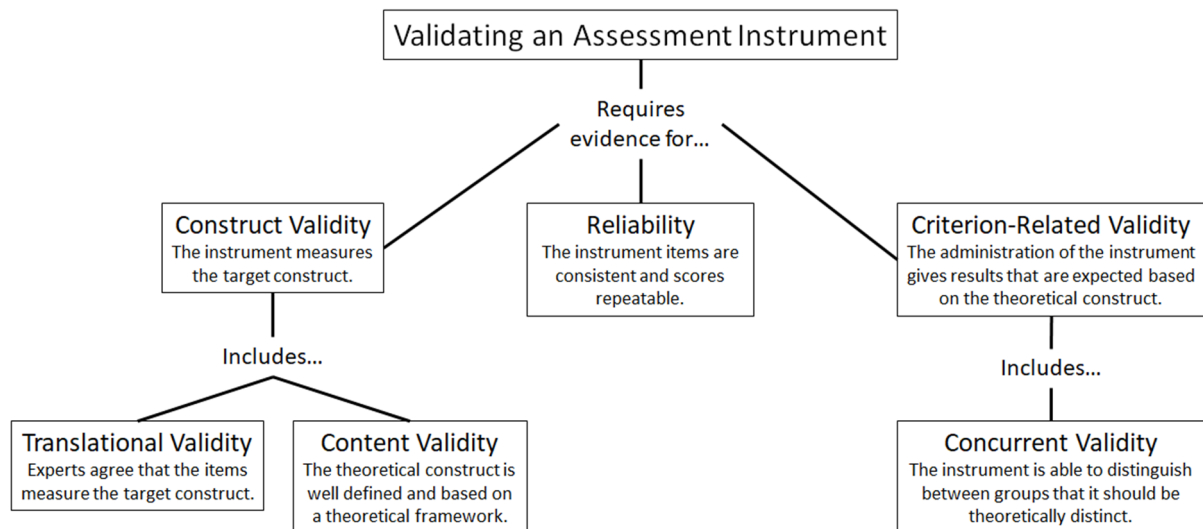 Validating an Assessment Instrument
Requires
evidence for...
Construct Validity
The instrument measures
the target construct.
Reliability
The instrument items are
consistent and scores
repeatable.
Criterion-Related Validity
The administration of the instrument
gives results that are expected based
on the theoretical construct.
Includes...
Translational Validity
Experts agree that the items
measure the target construct.
Content Validity
The theoretical construct is
well defined and based on
a theoretical framework.
Includes...
Concurrent Validity
The instrument is able to distinguish
between groups that it should be
theoretically distinct.